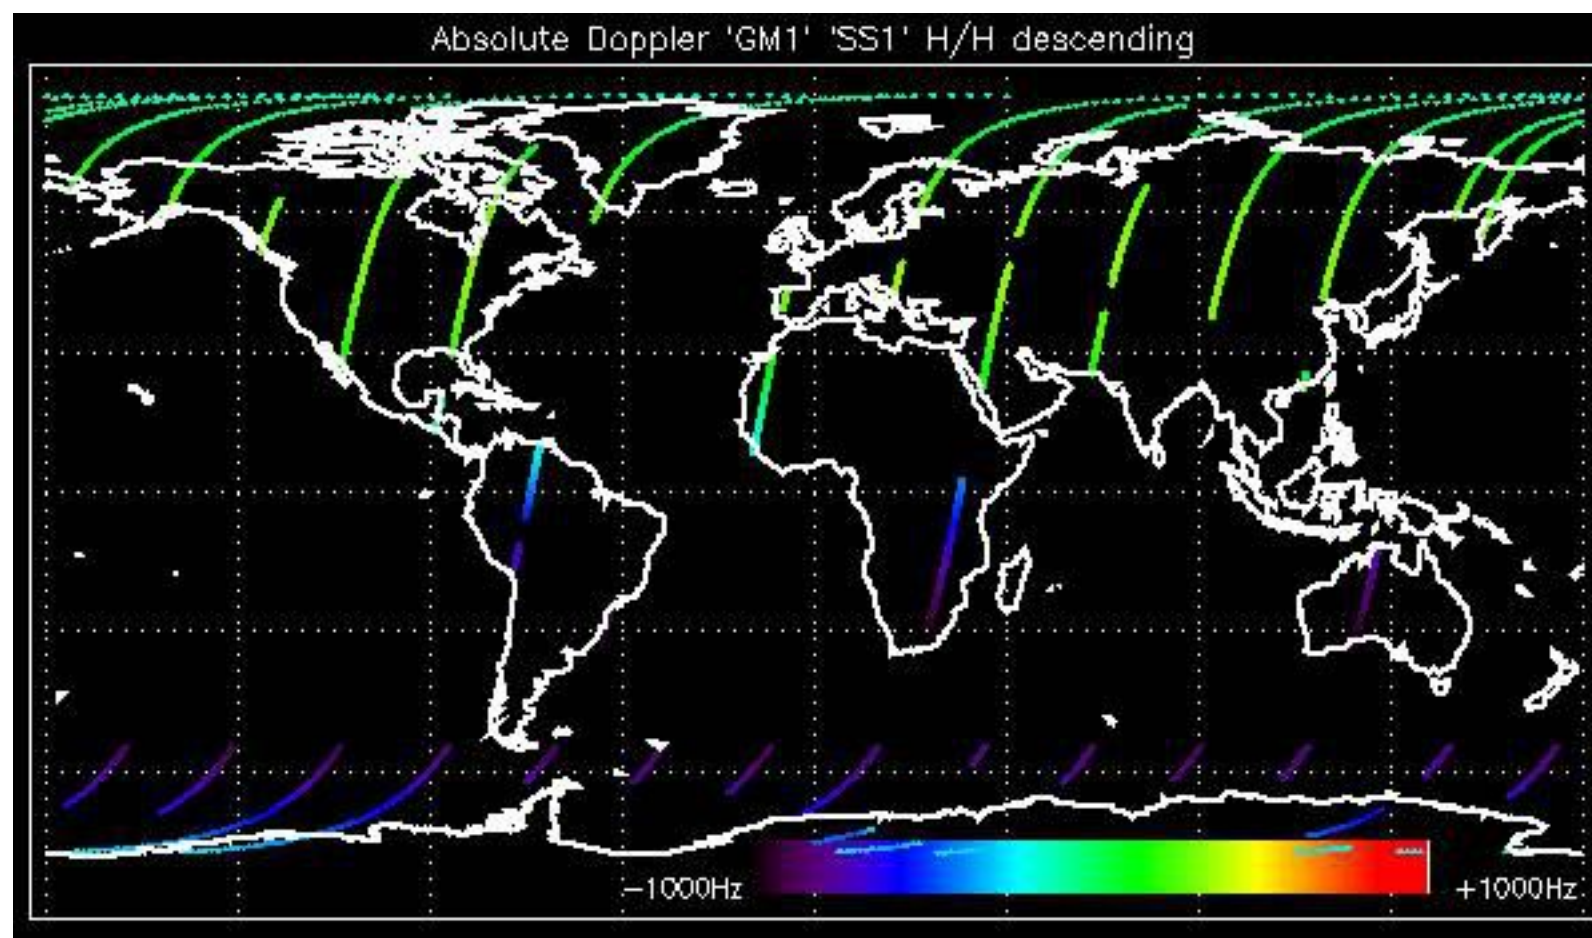 Absolute Doppler 'GM1' 'SS1' H/H descending
-1000Hz
+1000Hz